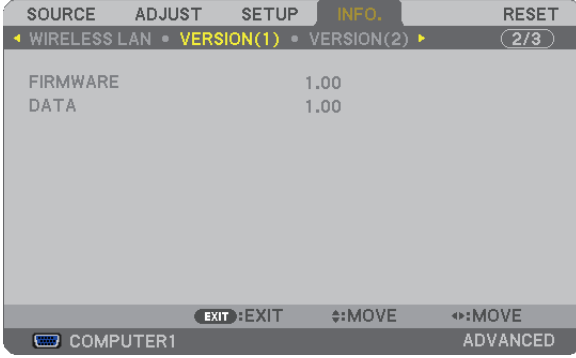 SOURCE ADJUST SETUP INFO. RESET
WIRELESS LAN • VERSION(1) • VERSION(2) 2/3
FIRMWARE 1.00
DATA 1.00
EXIT :EXIT :MOVE :MOVE
COMPUTER1 ADVANCED